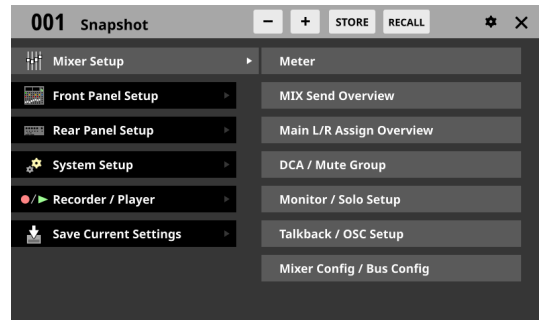 001 Snapshot - + STORE RECALL
Mixer Setup
Front Panel Setup
Rear Panel Setup
System Setup
Recorder / Player
Save Current Settings
Meter
MIX Send Overview
Main L/R Assign Overview
DCA / Mute Group
Monitor / Solo Setup
Talkback / OSC Setup
Mixer Config / Bus Config